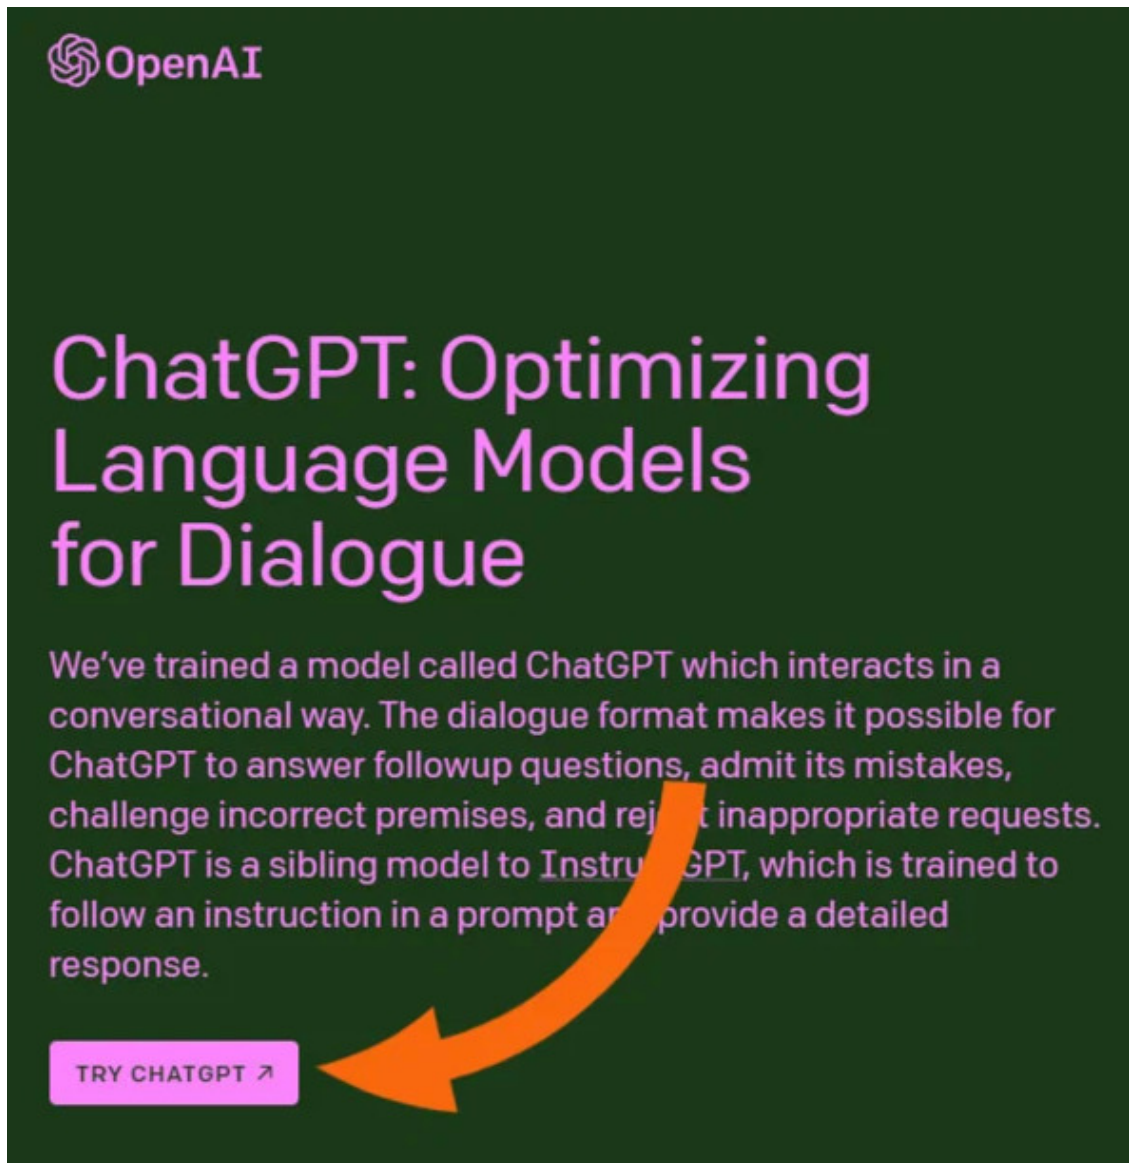 OpenAI
ChatGPT: Optimizing
Language Models
for Dialogue
We’ve trained a model called ChatGPT which interacts in a
conversational way. The dialogue format makes it possible for
ChatGPT to answer followup questions, admit its mistakes,
challenge incorrect premises, and reject inappropriate requests.
ChatGPT is a sibling model to InstructGPT, which is trained to
follow an instruction in a prompt and provide a detailed
response.
TRY CHATGPT ↗